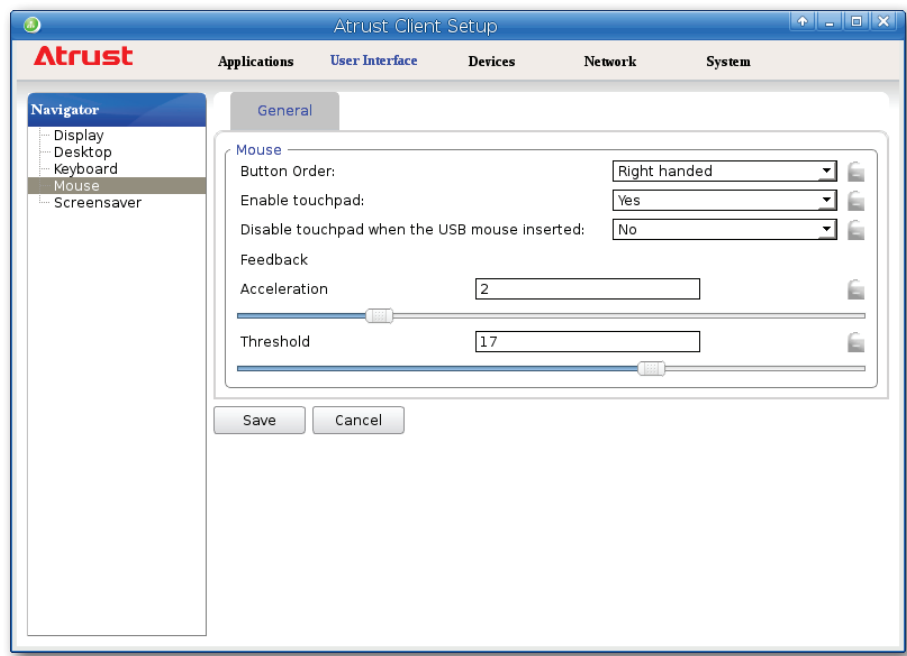 Atrust Client Setup
Atrust
Applications User Interface Devices Network System
Navigator
Display
Desktop
Keyboard
Mouse
Screensaver
General
Mouse
Button Order: Right handed
Enable touchpad: Yes
Disable touchpad when the USB mouse inserted: No
Feedback
Acceleration 2
Threshold 17
Save Cancel